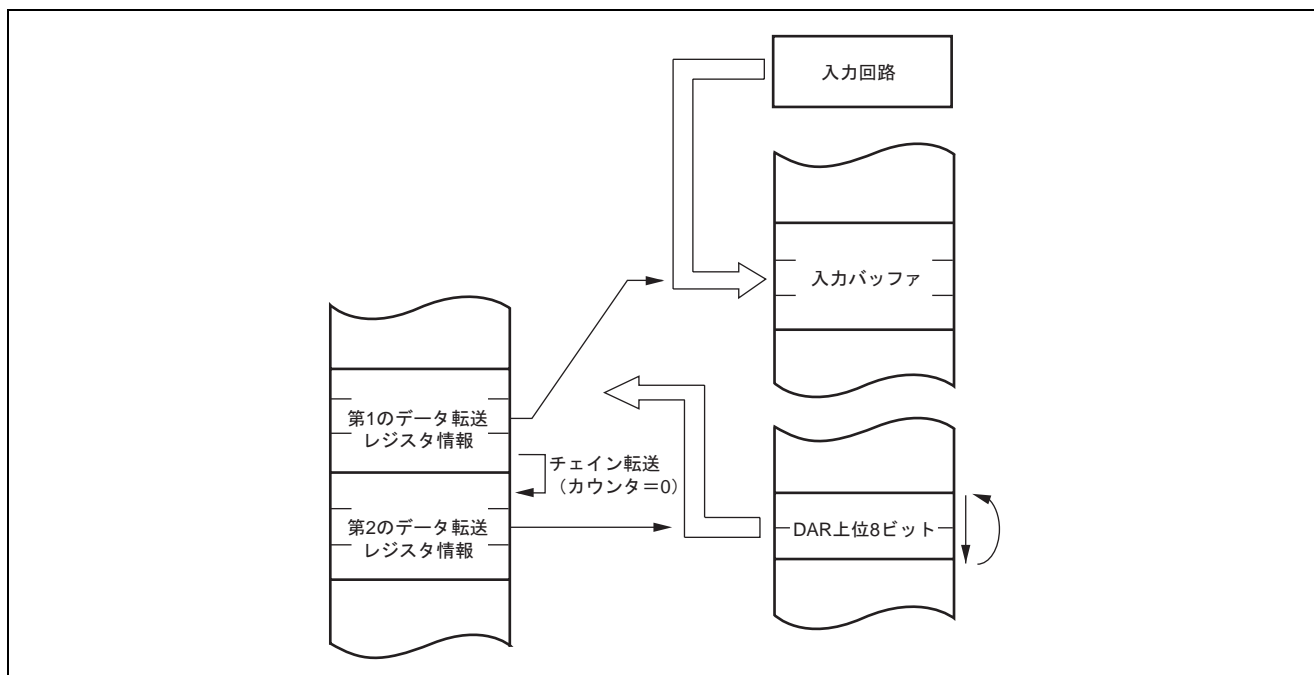 入力回路
入力バッファ
第1のデータ転送
レジスタ情報
チェイン転送
（カウンタ＝0）
第2のデータ転送
レジスタ情報
DAR上位8ビット